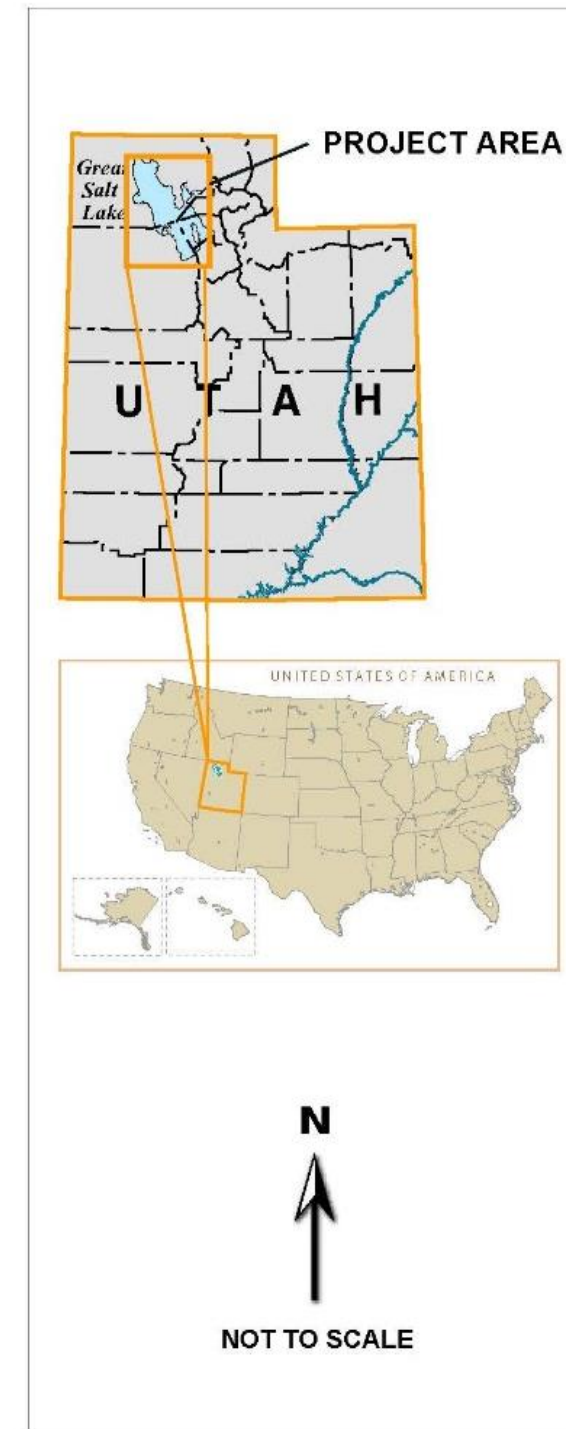 PROJECT AREA
Great
Salt
Lake
U T A H
UNITED STATES OF AMERICA
N
NOT TO SCALE